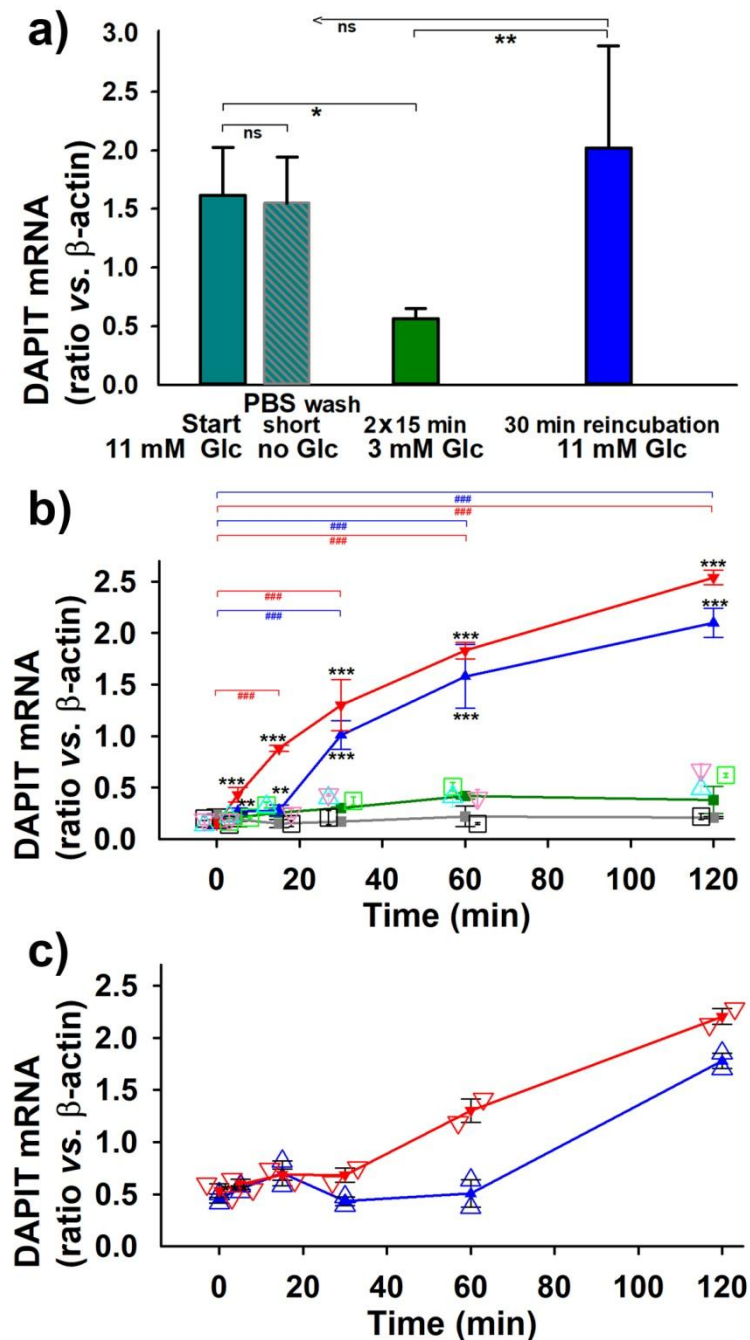 a)
ns
**
*
ns
3.0
2.5
2.0
1.5
1.0
0.5
0.0
DAPIT mRNA
(ratio vs. β-actin)
Start
11 mM Glc
PBS wash
short
no Glc
2x15 min
3 mM Glc
30 min reincubation
11 mM Glc
b)
###
###
###
###
###
###
###
2.5
2.0
1.5
1.0
0.5
0.0
DAPIT mRNA
(ratio vs. β-actin)
***
**
***
**
***
***
***
***
***
***
0
20
40
60
80
100
120
Time (min)
c)
2.5
2.0
1.5
1.0
0.5
0.0
DAPIT mRNA
(ratio vs. β-actin)
0
20
40
60
80
100
120
Time (min)